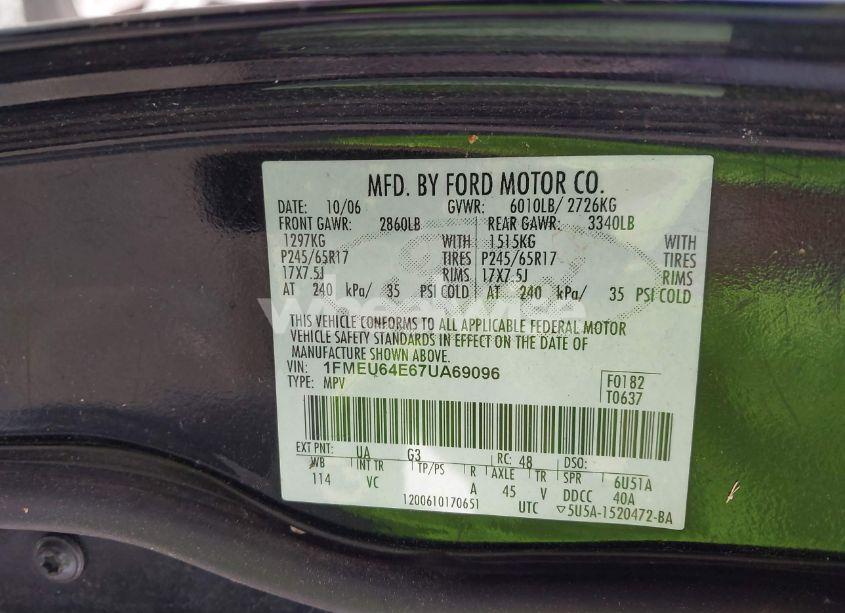 MFD. BY FORD MOTOR CO.
DATE: 10/06 GVWR: 6010LB/ 2726KG
FRONT GAWR: 2860LB REAR GAWR: 3340LB
1297KG WITH 1515KG WITH
P245/65R17 TIRES P245/65R17 TIRES
17X7.5J RIMS 17X7.5J RIMS
AT 240 kPa/ 35 PSI COLD AT 240 kPa/ 35 PSI COLD
THIS VEHICLE CONFORMS TO ALL APPLICABLE FEDERAL MOTOR
VEHICLE SAFETY STANDARDS IN EFFECT ON THE DATE OF
MANUFACTURE SHOWN ABOVE.
VIN: 1FMEU64E67UA69096
TYPE: MPV
F0182
T0637
EXT PNT: UA G3 RC: 48 DSO:
WB INT TR TP/PS R AXLE TR SPR 6U51A
114 VC A 45 V DDCC 40A
1200610170651 UTC ▽5U5A-1520472-BA